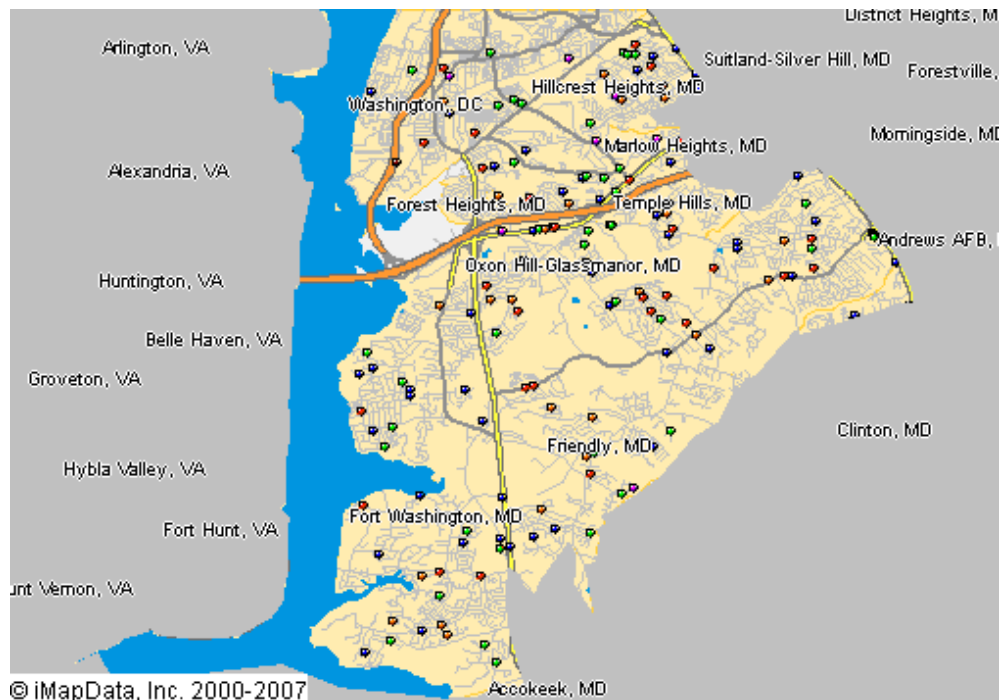 District Heights, M
Arlington, VA
Suitland-Silver Hill, MD
Forestville,
Hillcrest Heights, MD
Washington, DC
Morningside, MD
Marlow Heights, MD
Alexandria, VA
Forest Heights, MD
Temple Hills, MD
Andrews AFB,
Oxon Hill-Glassmanor, MD
Huntington, VA
Belle Haven, VA
Groveton, VA
Clinton, MD
Friendly, MD
Hybla Valley, VA
Fort Washington, MD
Fort Hunt, VA
unt Vernon, VA
Accokeek, MD
© iMapData, Inc. 2000-2007